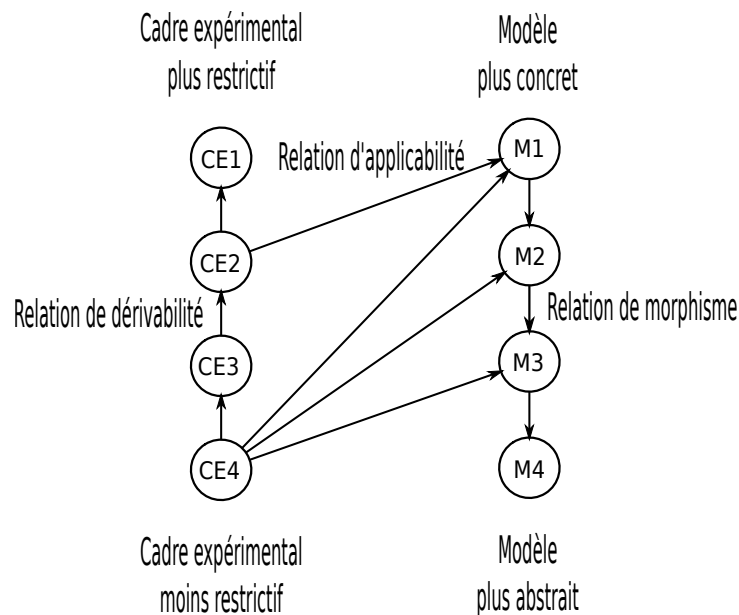 Cadre expérimental
plus restrictif
Modèle
plus concret
CE1
Relation d'applicabilité
M1
CE2
M2
Relation de dérivabilité
Relation de morphisme
CE3
M3
CE4
M4
Cadre expérimental
moins restrictif
Modèle
plus abstrait